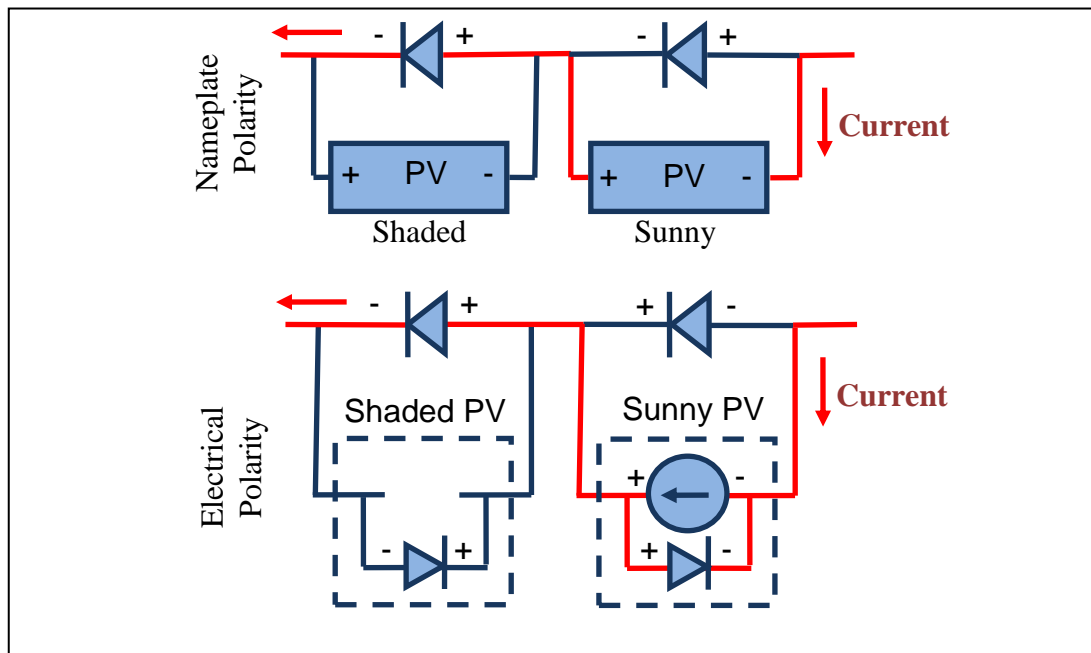 Nameplate
Polarity
- + - +
Current
+ PV - + PV -
Shaded Sunny
Electrical
Polarity
- + + -
Current
Shaded PV Sunny PV
+ -
- + + -